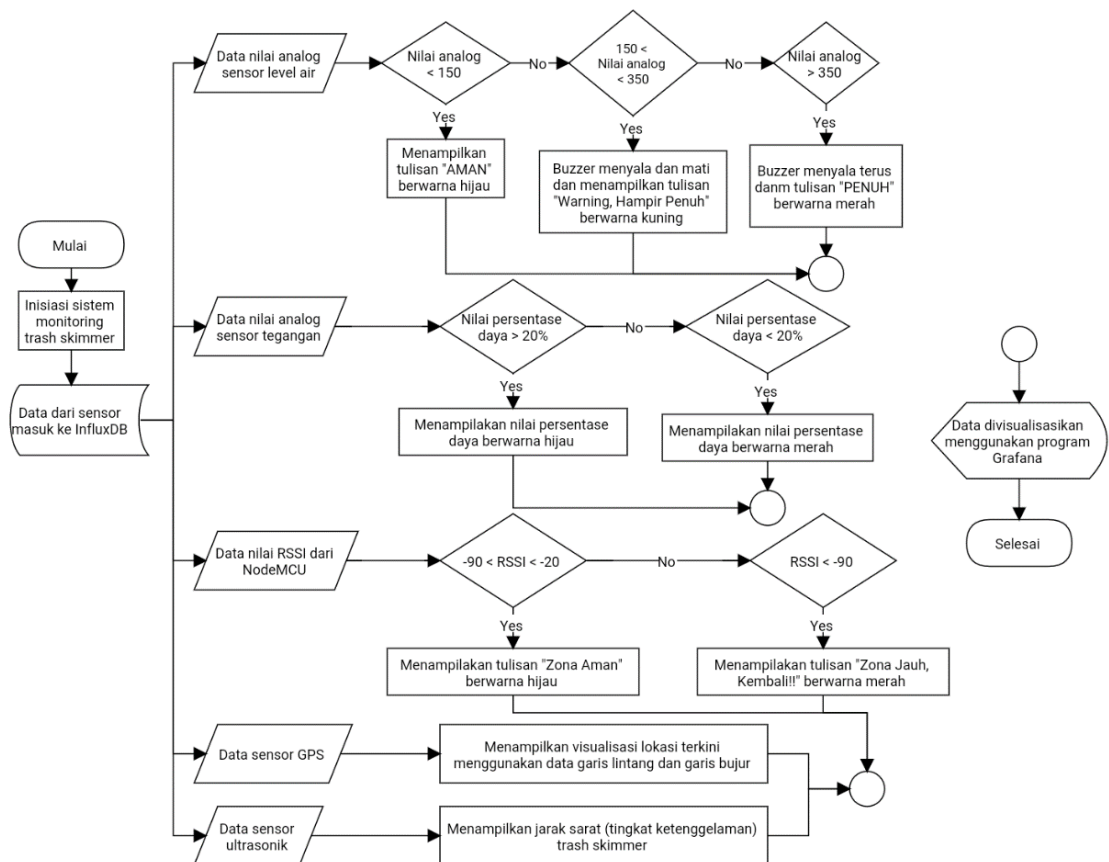 Mulai
Inisiasi sistem
monitoring
trash skimmer
Data dari sensor
masuk ke InfluxDB
Data nilai analog
sensor level air
Nilai analog
< 150
No
150 <
Nilai analog
< 350
No
Nilai analog
> 350
Yes
Menampilkan
tulisan "AMAN"
berwarna hijau
Yes
Buzzer menyala dan mati
dan menampilkan tulisan
"Warning, Hampir Penuh"
berwarna kuning
Yes
Buzzer menyala terus
danm tulisan "PENUH"
berwarna merah
Data nilai analog
sensor tegangan
Nilai persentase
daya > 20%
No
Nilai persentase
daya < 20%
Yes
Menampilakan nilai persentase
daya berwarna hijau
Yes
Menampilakan nilai persentase
daya berwarna merah
Data nilai RSSI dari
NodeMCU
-90 < RSSI < -20
No
RSSI < -90
Yes
Menampilakan tulisan "Zona Aman"
berwarna hijau
Yes
Menampilakan tulisan "Zona Jauh,
Kembali!!" berwarna merah
Data sensor GPS
Menampilkan visualisasi lokasi terkini
menggunakan data garis lintang dan garis bujur
Data sensor
ultrasonik
Menampilkan jarak sarat (tingkat ketenggelaman)
trash skimmer
Data divisualisasikan
menggunakan program
Grafana
Selesai